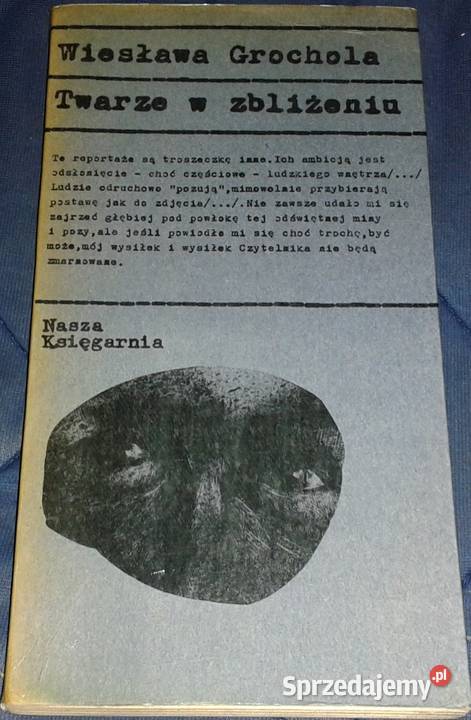 Wiesława Grochola
Twarze w zbliżeniu
Te reportaże są troszeczkę inne.Ich ambicją jest
odsłonięcie - choć częściowe - ludzkiego wnętrza/.../
Ludzie odruchowo "pozują",mimowolnie przybierają
postawę jak do zdjęcia/.../.Nie zawsze udało mi się
zajrzeć głębiej pod powłokę tej odświętnej miny
i pozy,ale jeśli powiodło mi się choć trochę,być
może,mój wysiłek i wysiłek Czytelnika nie będą
zmarnowane.
Nasza
Księgarnia
Sprzedajemy.pl